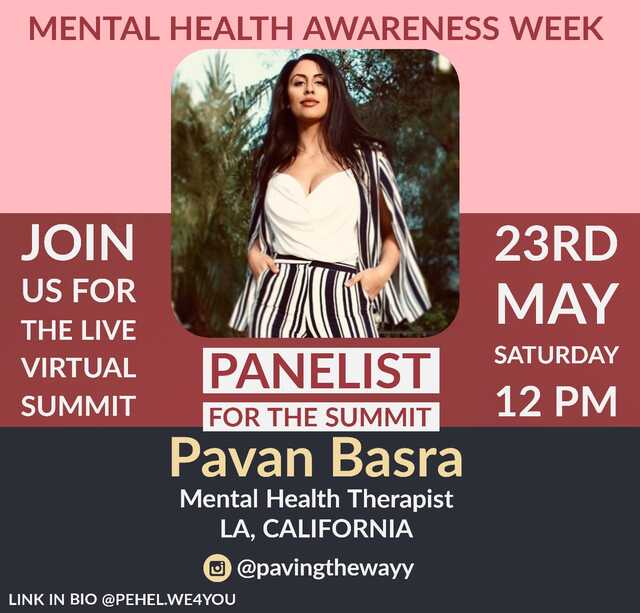 MENTAL HEALTH AWARENESS WEEK
JOIN
US FOR
THE LIVE
VIRTUAL
SUMMIT
23RD
MAY
SATURDAY
12 PM
PANELIST
FOR THE SUMMIT
Pavan Basra
Mental Health Therapist
LA, CALIFORNIA
@pavingthewayy
LINK IN BIO @PEHEL.WE4YOU